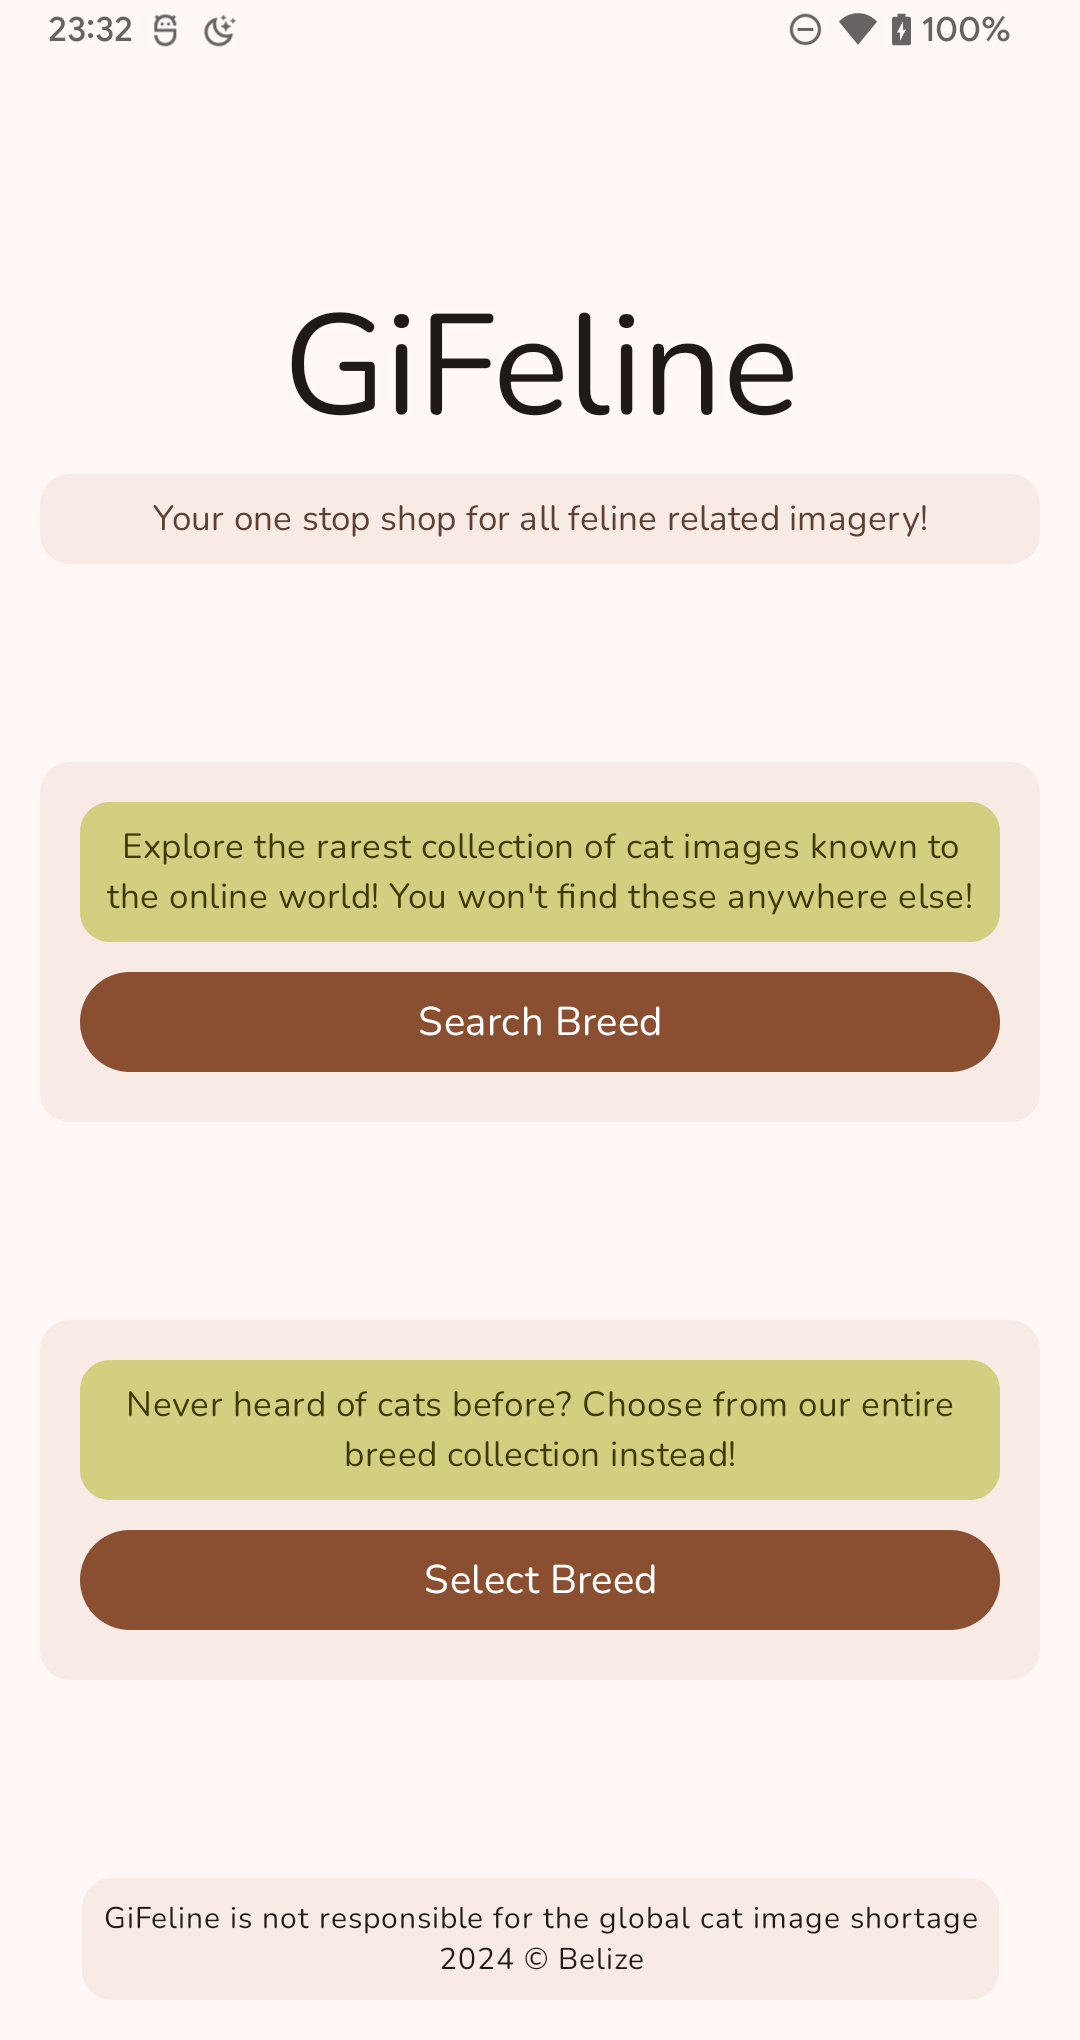 23:32
100%
GiFeline
Your one stop shop for all feline related imagery!
Explore the rarest collection of cat images known to
the online world! You won't find these anywhere else!
Search Breed
Never heard of cats before? Choose from our entire
breed collection instead!
Select Breed
GiFeline is not responsible for the global cat image shortage
2024 © Belize